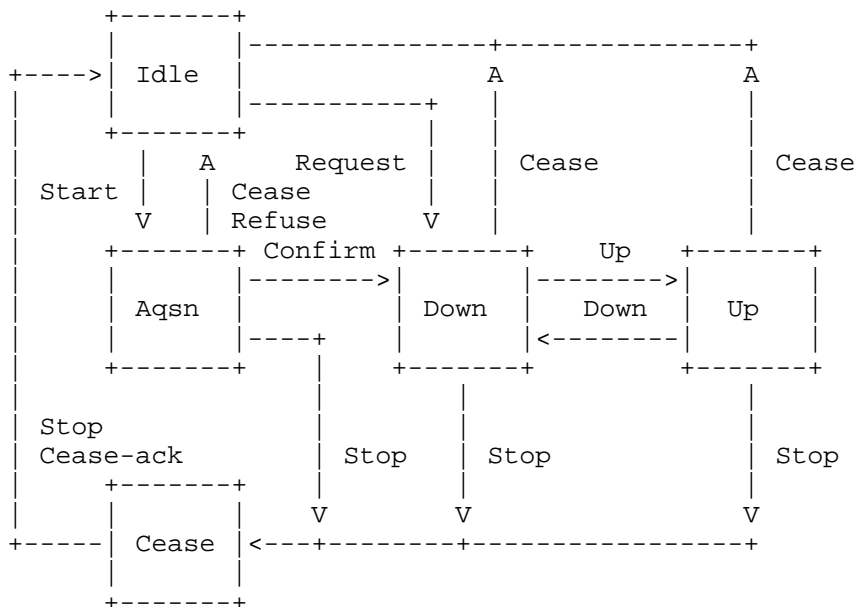 Idle
Request Cease Cease
Start Cease
Refuse
Confirm Up
Aqsn Down Down Up
Stop
Cease-ack Stop Stop Stop
Cease